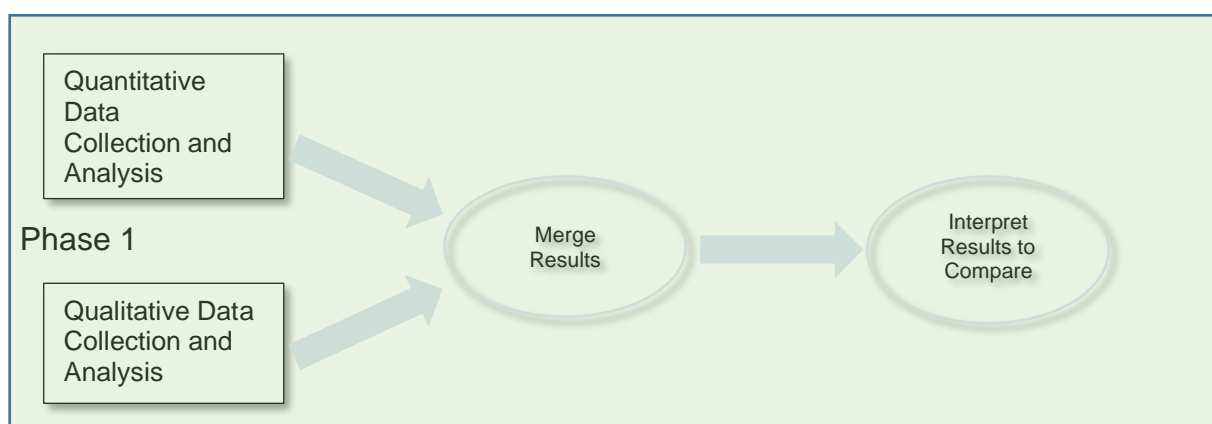 Quantitative
Data
Collection and
Analysis
Phase 1
Qualitative Data
Collection and
Analysis
Merge
Results
Interpret
Results to
Compare